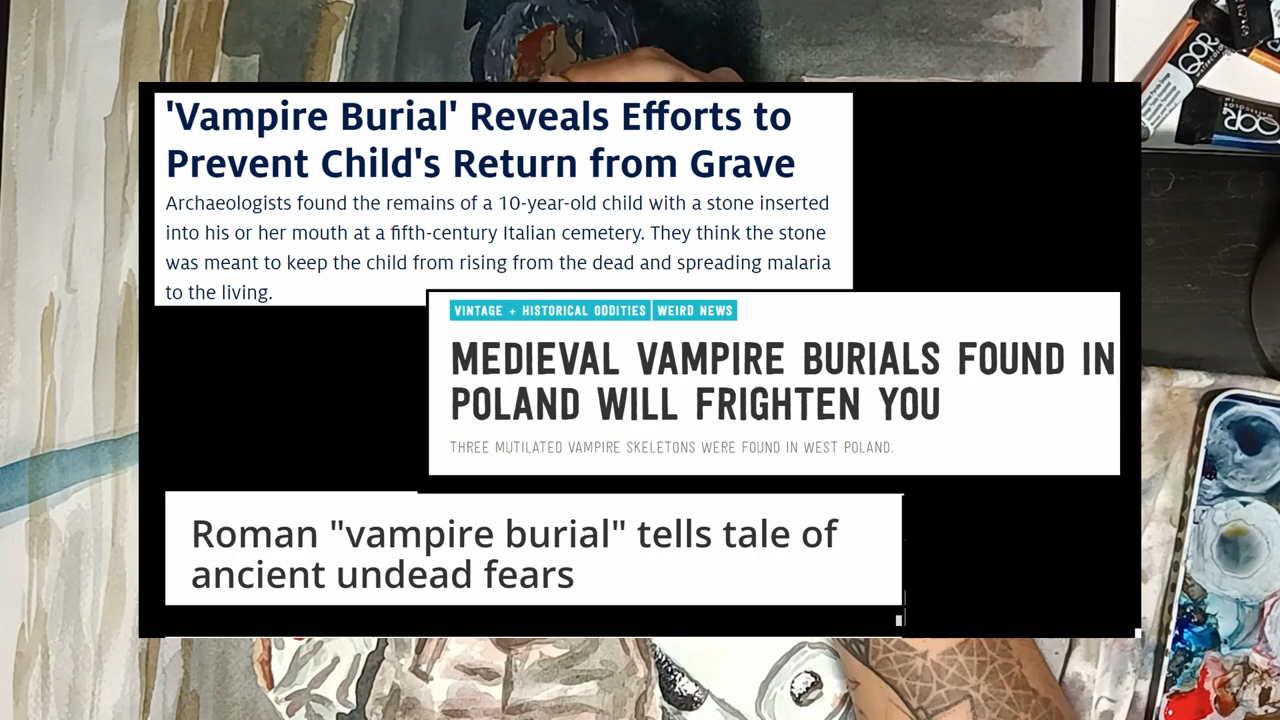 'Vampire Burial' Reveals Efforts to
Prevent Child's Return from Grave
Archaeologists found the remains of a 10-year-old child with a stone inserted
into his or her mouth at a fifth-century Italian cemetery. They think the stone
was meant to keep the child from rising from the dead and spreading malaria
to the living.
VINTAGE + HISTORICAL ODDITIES WEIRD NEWS
MEDIEVAL VAMPIRE BURIALS FOUND IN
POLAND WILL FRIGHTEN YOU
THREE MUTILATED VAMPIRE SKELETONS WERE FOUND IN WEST POLAND.
Roman "vampire burial" tells tale of
ancient undead fears
QOR
QOR